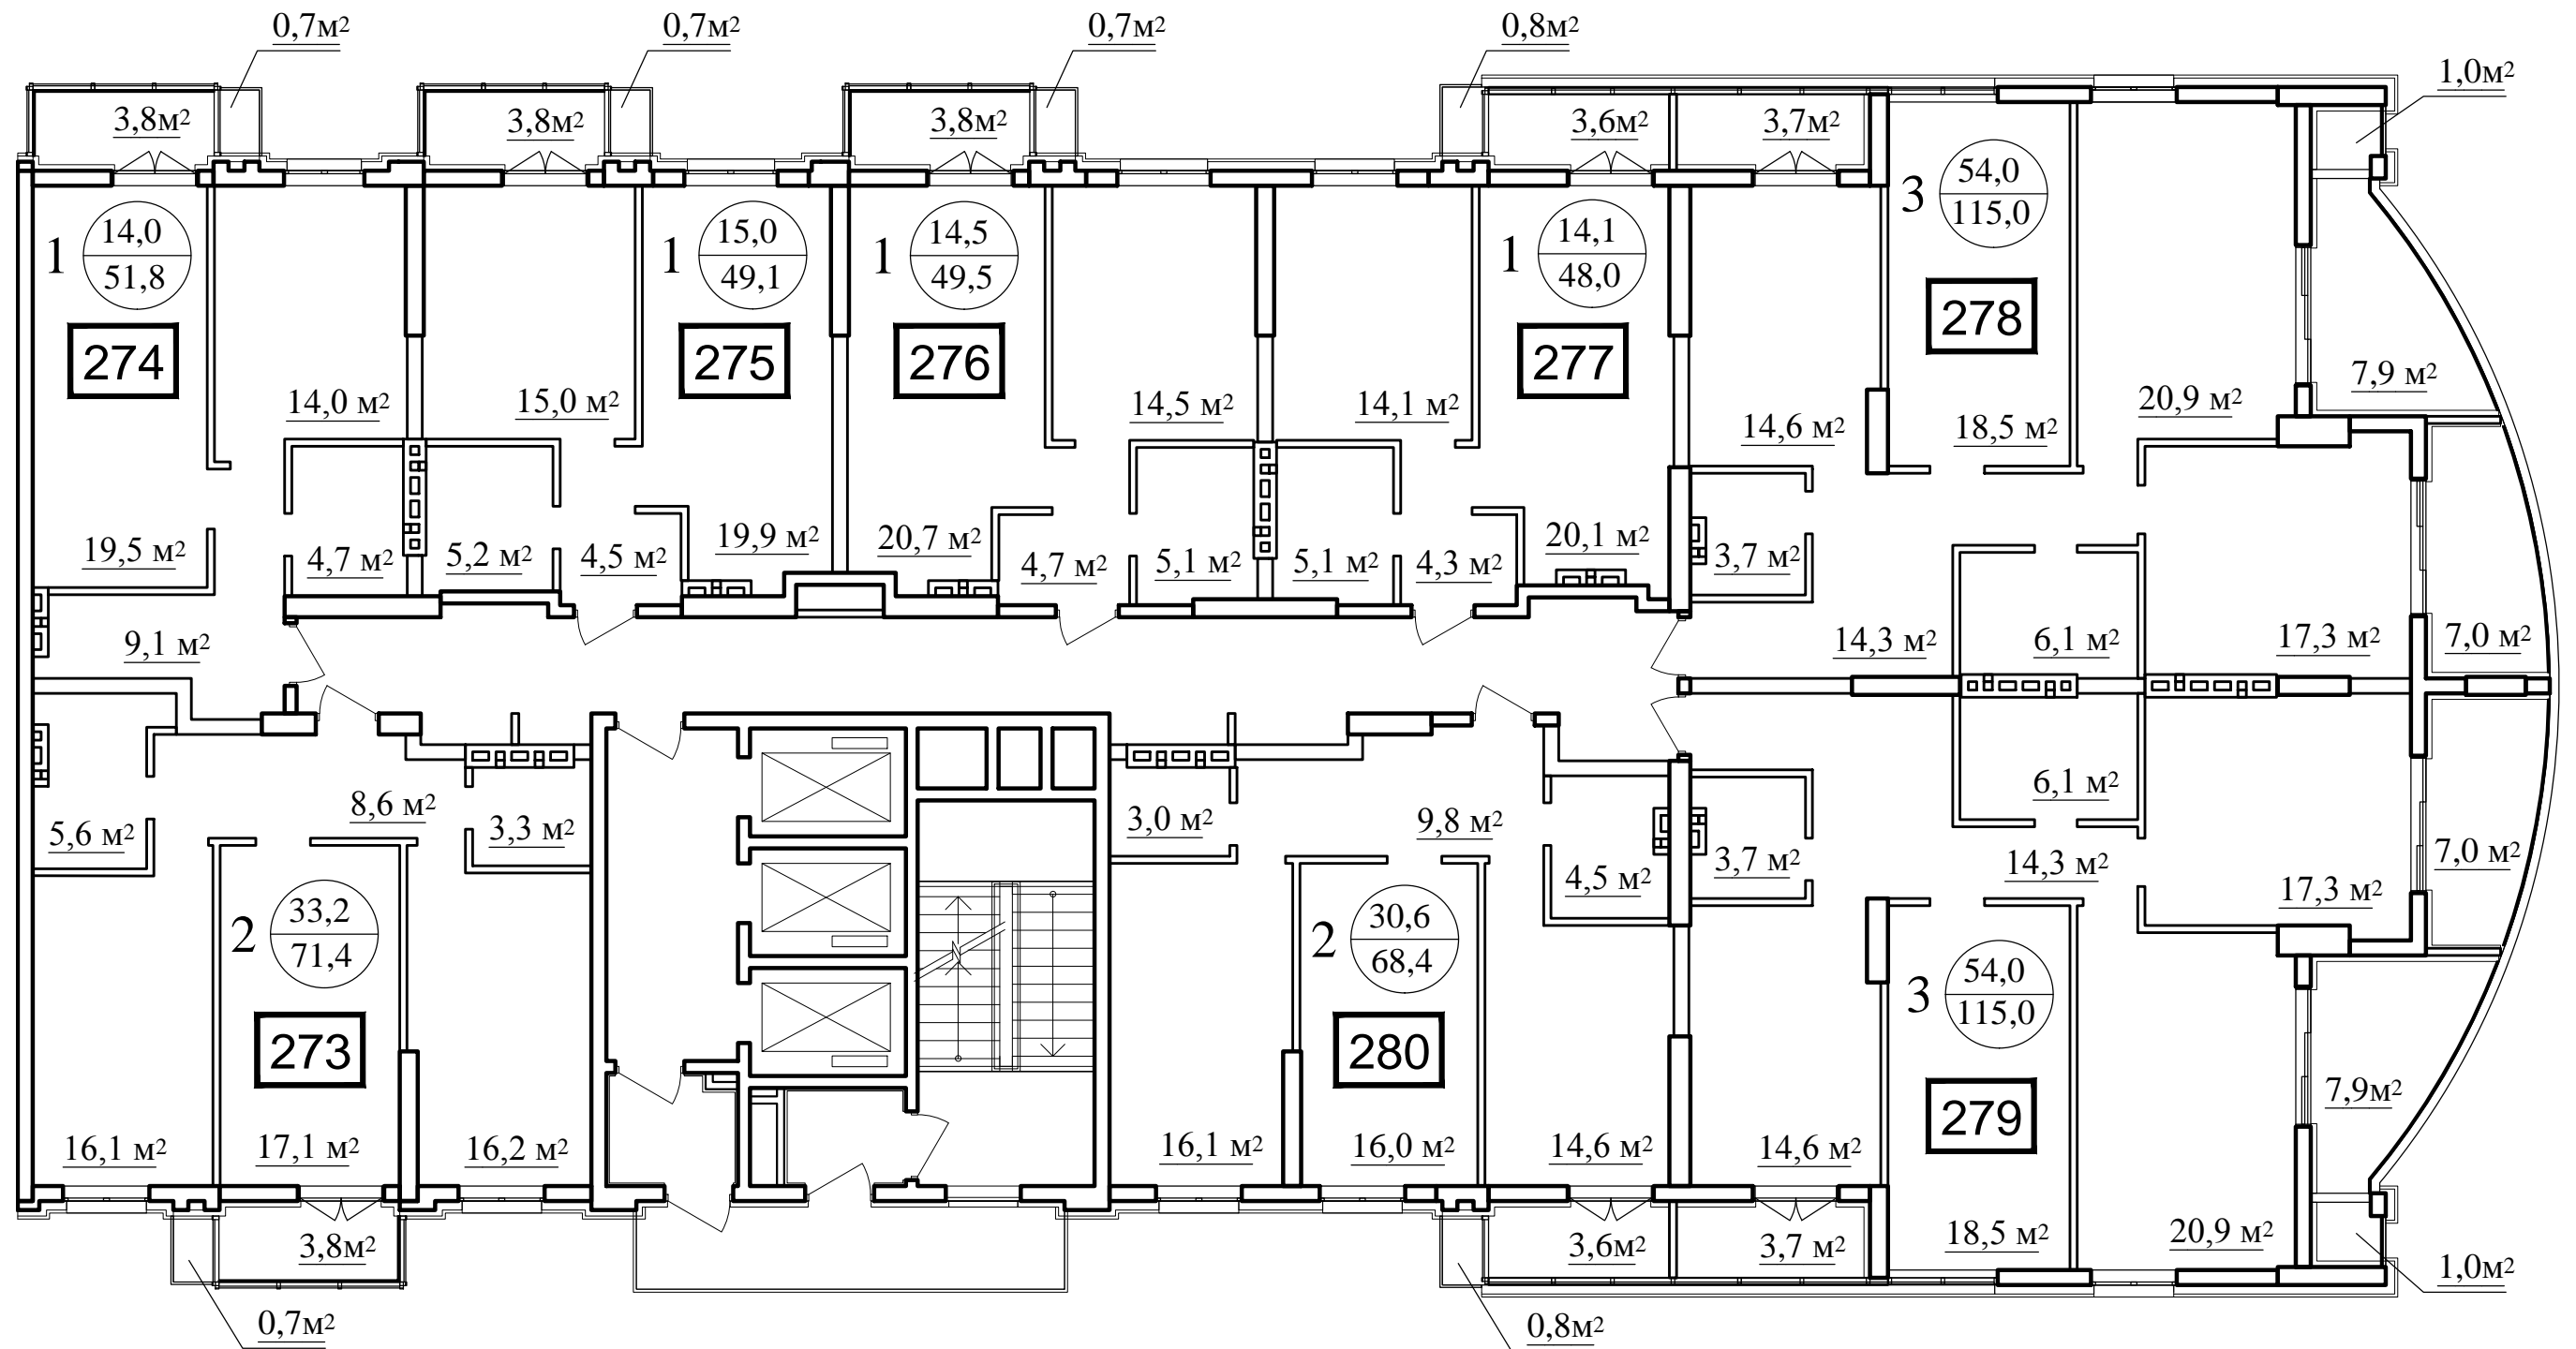 0,7м²
0,7м²
0,7м²
0,8м²
1,0м²
3,8м²
3,8м²
3,8м²
3,6м²
3,7м²
1
14,0
51,8
274
15,0
49,1
1
275
1
14,5
49,5
276
1
14,1
48,0
277
3
54,0
115,0
278
14,0 м²
15,0 м²
14,5 м²
14,1 м²
14,6 м²
18,5 м²
20,9 м²
7,9 м²
19,5 м²
4,7 м²
5,2 м²
4,5 м²
19,9 м²
20,7 м²
4,7 м²
5,1 м²
5,1 м²
4,3 м²
20,1 м²
3,7 м²
9,1 м²
14,3 м²
6,1 м²
17,3 м²
7,0 м²
5,6 м²
8,6 м²
3,3 м²
3,0 м²
9,8 м²
4,5 м²
3,7 м²
6,1 м²
14,3 м²
17,3 м²
7,0 м²
2
33,2
71,4
273
2
30,6
68,4
280
3
54,0
115,0
279
7,9м²
16,1 м²
17,1 м²
16,2 м²
16,1 м²
16,0 м²
14,6 м²
14,6 м²
18,5 м²
20,9 м²
3,8м²
3,6м²
3,7 м²
1,0м²
0,7м²
0,8м²